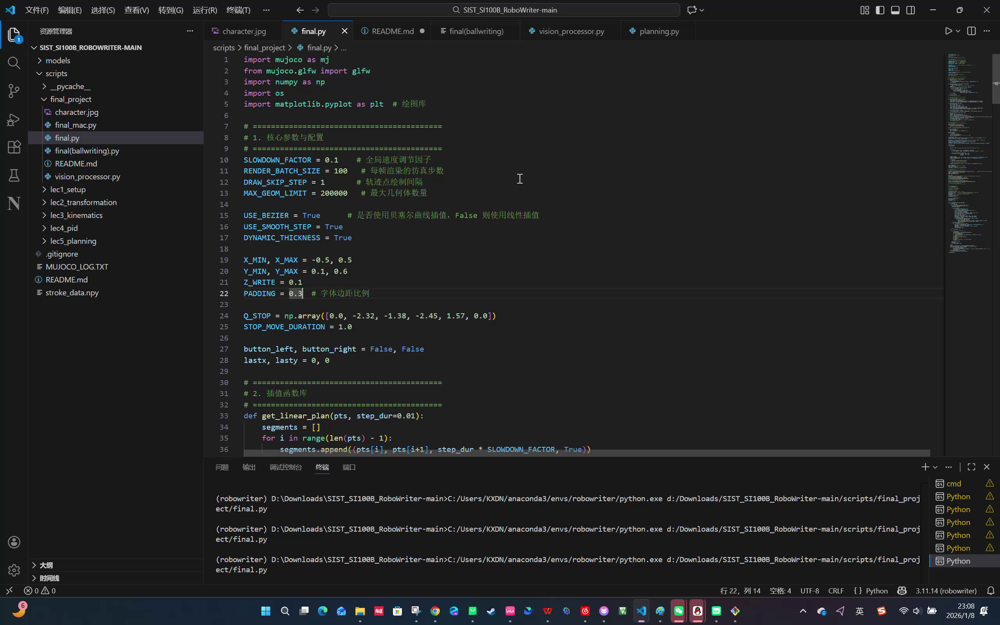 文件(F) 编辑(E) 选择(S) 查看(V) 转到(G) 运行(R) 终端(T) ··· SIST_SI100B_RoboWriter-main
资源管理器
character.jpg final.py README.md final(ballwriting) vision_processor.py planning.py
scripts > final_project > final.py > ...
1
SIST_SI100B_ROBOWRITER-MAIN
models
scripts
__pycache__
final_project
character.jpg
final_mac.py
final.py
final(ballwriting).py
README.md
vision_processor.py
lec1_setup
lec2_transformation
lec3_kinematics
lec4_pid
lec5_planning
.gitignore
MUJOCO_LOG.TXT
README.md
stroke_data.npy
大纲
时间线
1 import mujoco as mj
2 from mujoco.glfw import glfw
3 import numpy as np
4 import os
5 import matplotlib.pyplot as plt  # 绘图库
6
7 # ==========================================
8 # 1. 核心参数与配置
9 # ==========================================
10 SLOWDOWN_FACTOR = 0.1    # 全局速度调节因子
11 RENDER_BATCH_SIZE = 100   # 每帧渲染的仿真步数
12 DRAW_SKIP_STEP = 1       # 轨迹点绘制间隔
13 MAX_GEOM_LIMIT = 200000   # 最大几何体数量
14
15 USE_BEZIER = True      # 是否使用贝塞尔曲线插值，False 则使用线性插值
16 USE_SMOOTH_STEP = True
17 DYNAMIC_THICKNESS = True
18
19 X_MIN, X_MAX = -0.5, 0.5
20 Y_MIN, Y_MAX = 0.1, 0.6
21 Z_WRITE = 0.1
22 PADDING = 0.3  # 字体边距比例
23
24 Q_STOP = np.array([0.0, -2.32, -1.38, -2.45, 1.57, 0.0])
25 STOP_MOVE_DURATION = 1.0
26
27 button_left, button_right = False, False
28 lastx, lasty = 0, 0
29
30 # ==========================================
31 # 2. 插值函数库
32 # ==========================================
33 def get_linear_plan(pts, step_dur=0.01):
34     segments = []
35     for i in range(len(pts) - 1):
36         segments.append((pts[i], pts[i+1], step_dur * SLOWDOWN_FACTOR, True))
问题 输出 调试控制台 终端 端口
(robowriter) D:\Downloads\SIST_SI100B_RoboWriter-main>C:/Users/KXDN/anaconda3/envs/robowriter/python.exe d:/Downloads/SIST_SI100B_RoboWriter-main/scripts/final_proj
ect/final.py
(robowriter) D:\Downloads\SIST_SI100B_RoboWriter-main>C:/Users/KXDN/anaconda3/envs/robowriter/python.exe d:/Downloads/SIST_SI100B_RoboWriter-main/scripts/final_proj
ect/final.py
(robowriter) D:\Downloads\SIST_SI100B_RoboWriter-main>C:/Users/KXDN/anaconda3/envs/robowriter/python.exe d:/Downloads/SIST_SI100B_RoboWriter-main/scripts/final_proj
ect/final.py
cmd
Python
Python
Python
Python
Python
Python
0 0 行 22，列 14 空格: 4 UTF-8 CRLF { } Python 3.11.14 (robowriter)
6 有道 英 23:08
2026/1/8